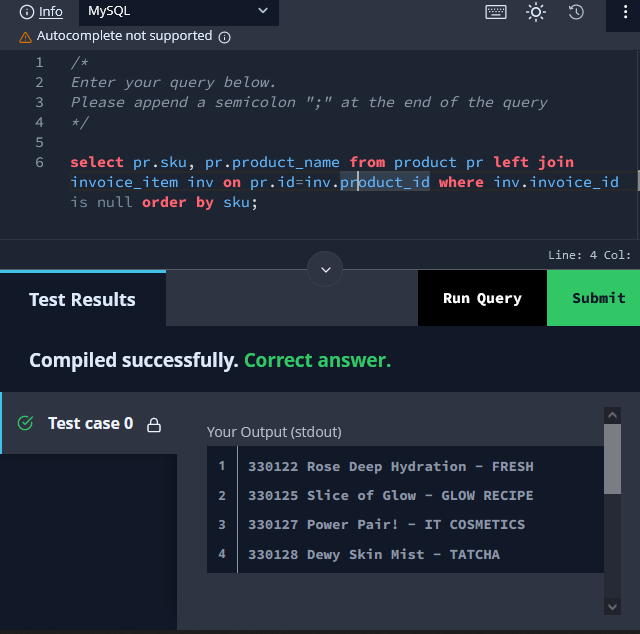 Info MySQL
Autocomplete not supported
1 /*
2 Enter your query below.
3 Please append a semicolon ";" at the end of the query
4 */
5
6 select pr.sku, pr.product_name from product pr left join
invoice_item inv on pr.id=inv.product_id where inv.invoice_id
is null order by sku;
Line: 4 Col:
Test Results Run Query Submit
Compiled successfully. Correct answer.
Test case 0
Your Output (stdout)
1 330122 Rose Deep Hydration - FRESH
2 330125 Slice of Glow - GLOW RECIPE
3 330127 Power Pair! - IT COSMETICS
4 330128 Dewy Skin Mist - TATCHA